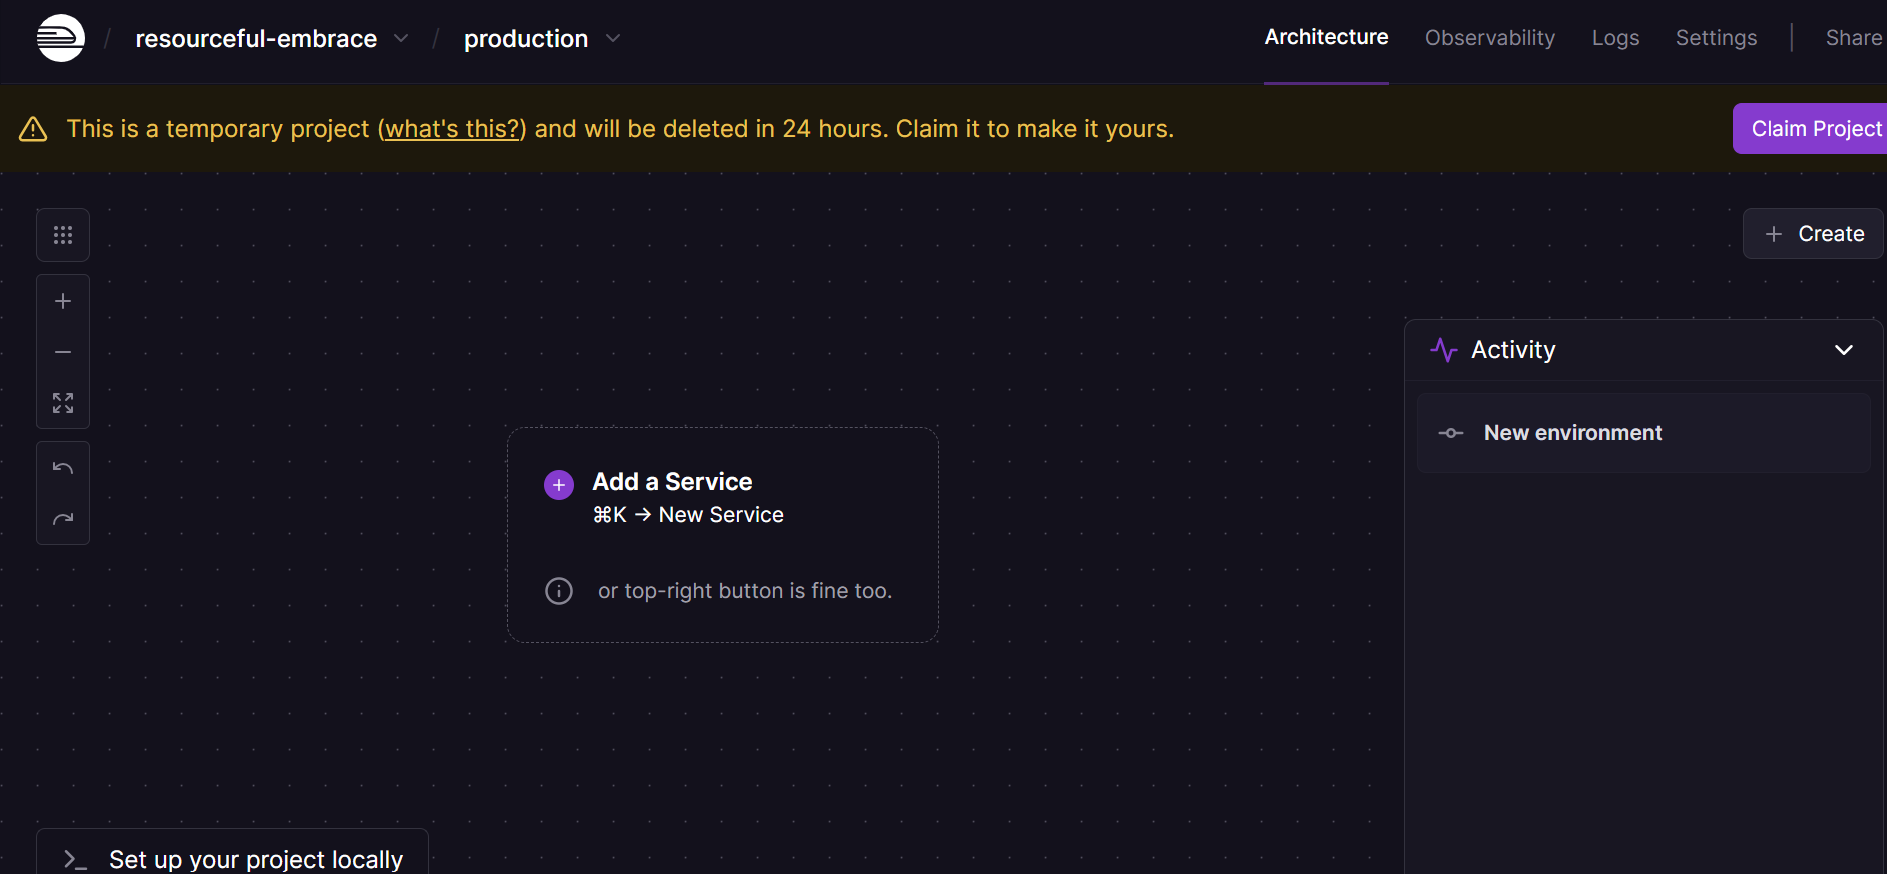 / resourceful-embrace / production
Architecture Observability Logs Settings | Share
This is a temporary project (what's this?) and will be deleted in 24 hours. Claim it to make it yours.
Claim Project
Create
Activity
New environment
Add a Service
⌘K → New Service
or top-right button is fine too.
Set up your project locally